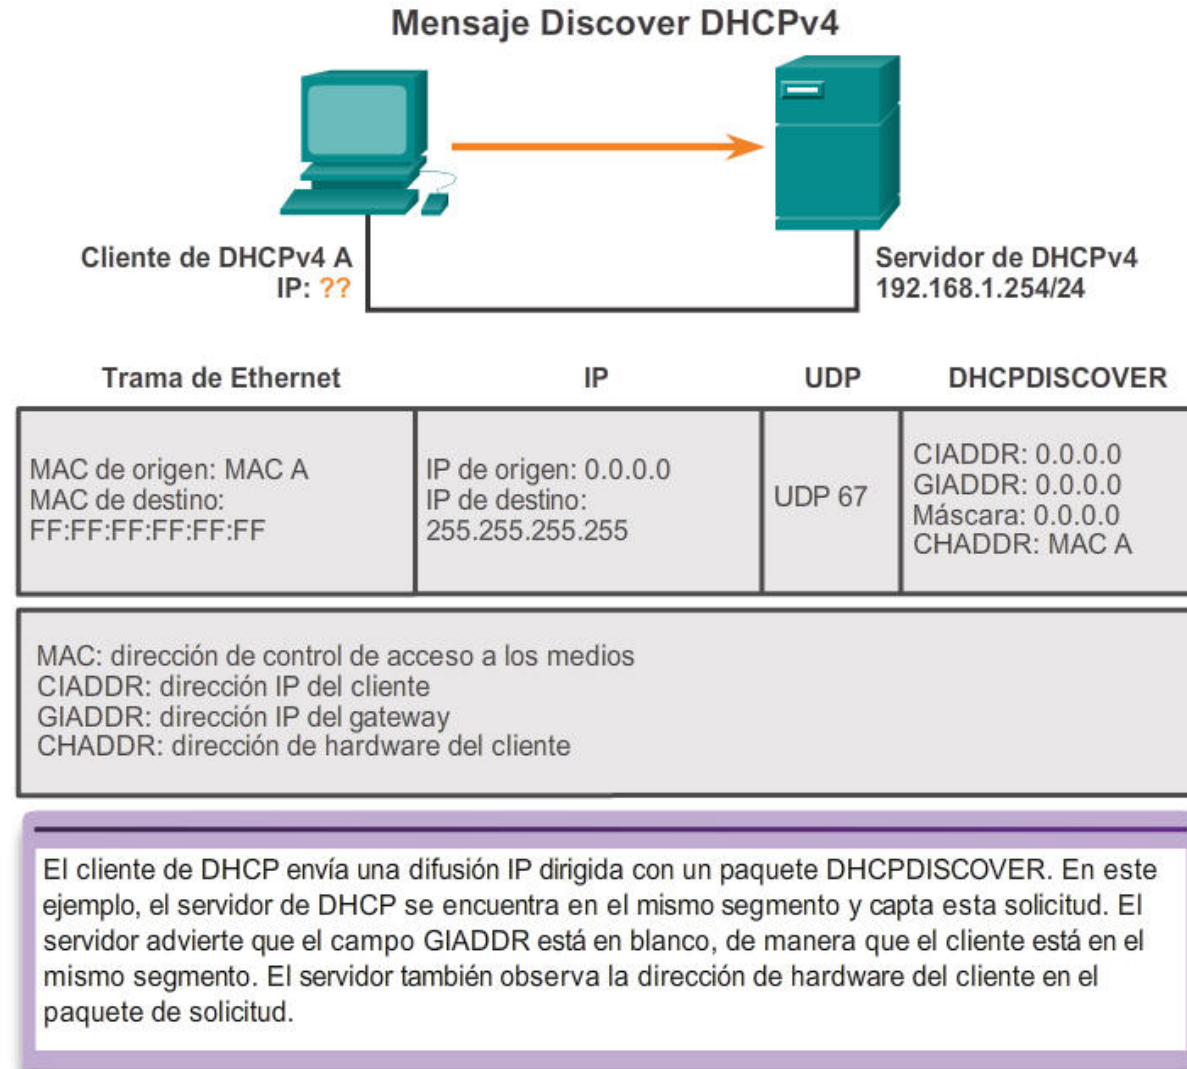 Mensaje Discover DHCPv4
Cliente de DHCPv4 A
IP: ??
Servidor de DHCPv4
192.168.1.254/24
Trama de Ethernet
IP
UDP
DHCPDISCOVER
MAC de origen: MAC A
MAC de destino:
FF:FF:FF:FF:FF:FF
IP de origen: 0.0.0.0
IP de destino:
255.255.255.255
UDP 67
CIADDR: 0.0.0.0
GIADDR: 0.0.0.0
Máscara: 0.0.0.0
CHADDR: MAC A
MAC: dirección de control de acceso a los medios
CIADDR: dirección IP del cliente
GIADDR: dirección IP del gateway
CHADDR: dirección de hardware del cliente
El cliente de DHCP envía una difusión IP dirigida con un paquete DHCPDISCOVER. En este
ejemplo, el servidor de DHCP se encuentra en el mismo segmento y capta esta solicitud. El
servidor advierte que el campo GIADDR está en blanco, de manera que el cliente está en el
mismo segmento. El servidor también observa la dirección de hardware del cliente en el
paquete de solicitud.